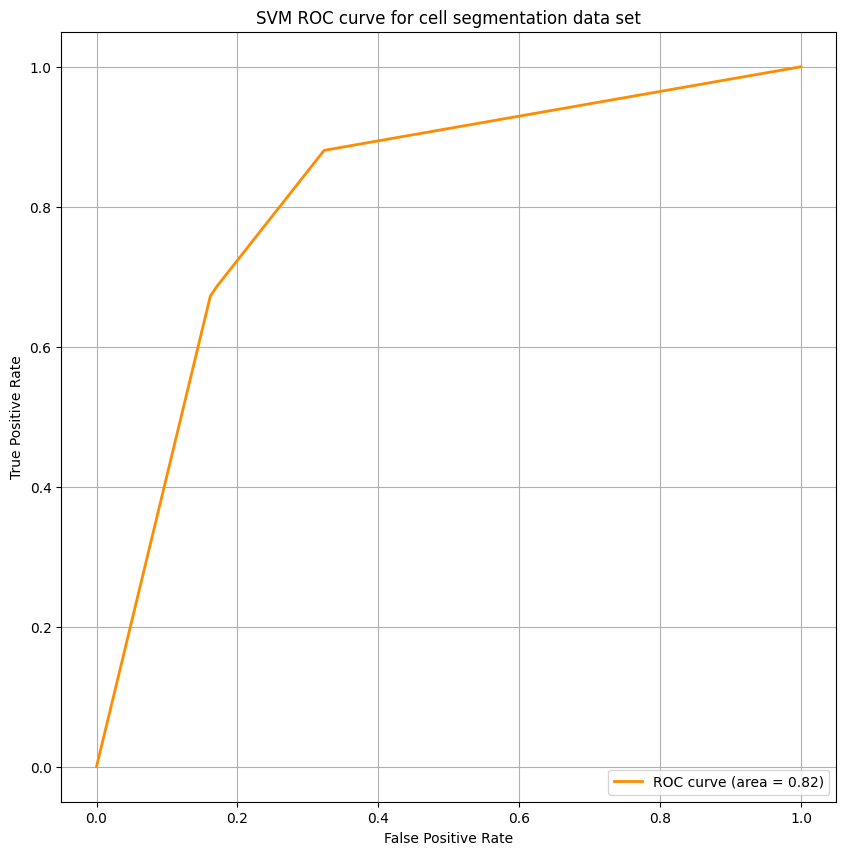 SVM ROC curve for cell segmentation data set
1.0
0.8
0.6
0.4
0.2
0.0
True Positive Rate
0.0 0.2 0.4 0.6 0.8 1.0
False Positive Rate
ROC curve (area = 0.82)